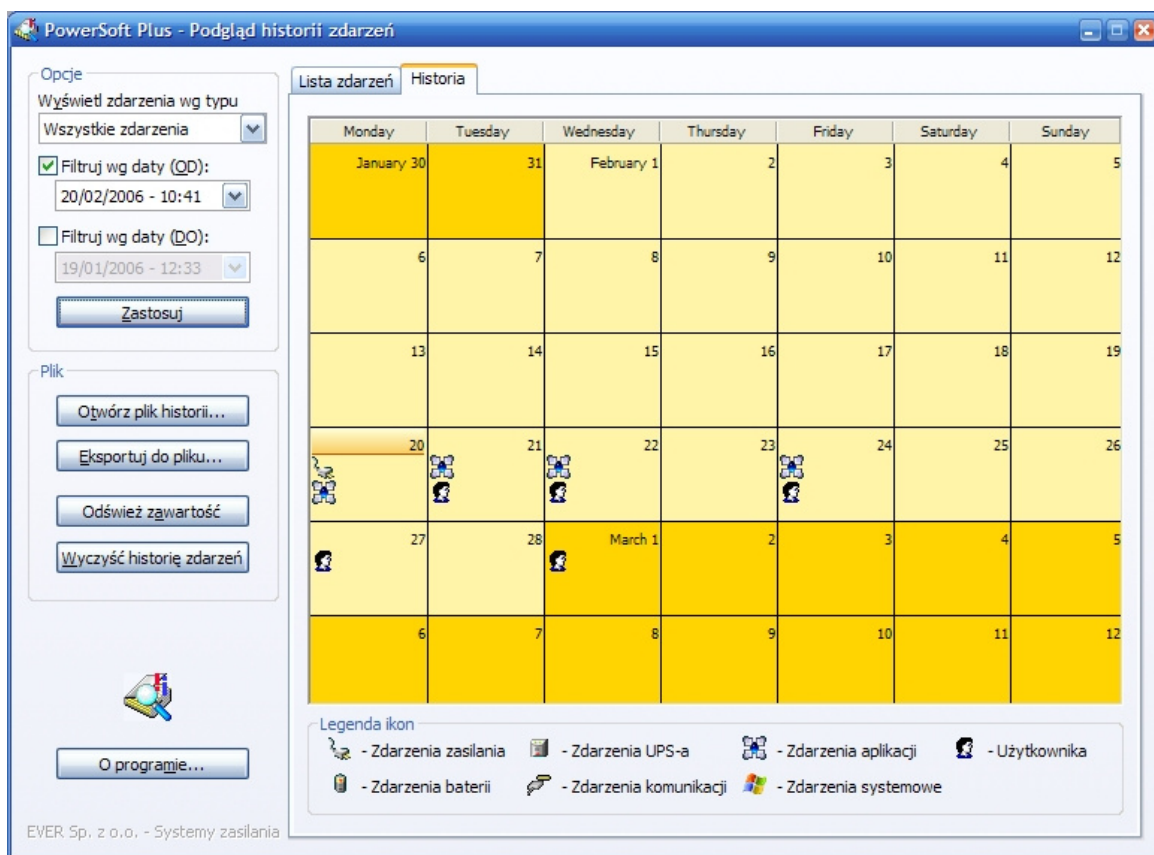 PowerSoft Plus - Podgląd historii zdarzeń
Opcje
Wyświetl zdarzenia wg typu
Wszystkie zdarzenia
Filtruj wg daty (OD):
20/02/2006 - 10:41
Filtruj wg daty (DO):
19/01/2006 - 12:33
Zastosuj
Plik
Otwórz plik historii...
Eksportuj do pliku...
Odśwież zawartość
Wyczyść historię zdarzeń
O programie...
EVER Sp. z o.o. - Systemy zasilania
Lista zdarzeń Historia
Monday Tuesday Wednesday Thursday Friday Saturday Sunday
January 30 31 February 1 2 3 4 5
6 7 8 9 10 11 12
13 14 15 16 17 18 19
20 21 22 23 24 25 26
27 28 March 1 2 3 4 5
6 7 8 9 10 11 12
Legenda ikon
- Zdarzenia zasilania - Zdarzenia UPS-a - Zdarzenia aplikacji - Użytkownika
- Zdarzenia baterii - Zdarzenia komunikacji - Zdarzenia systemowe